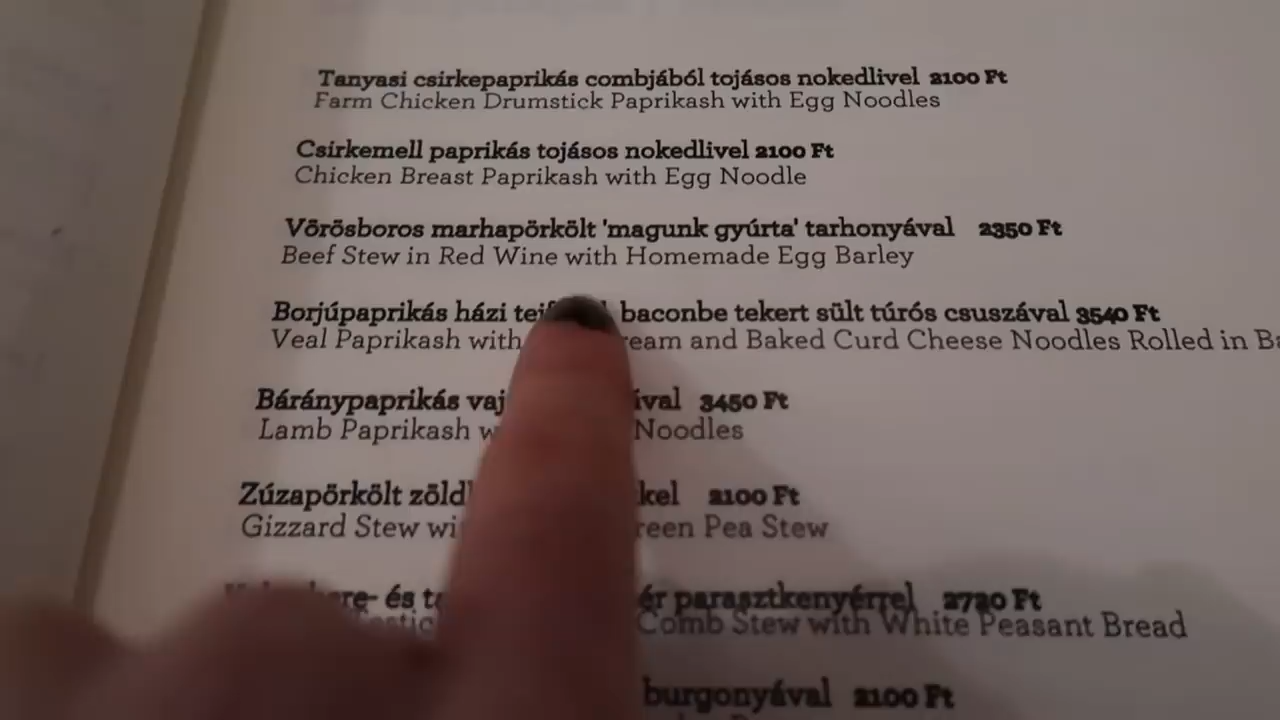 Tanyasi csirkepaprikás combjából tojásos nokedlivel 2100 Ft
Farm Chicken Drumstick Paprikash with Egg Noodles
Csirkemell paprikás tojásos nokedlivel 2100 Ft
Chicken Breast Paprikash with Egg Noodle
Vörösboros marhapörkölt 'magunk gyúrta' tarhonyával 2350 Ft
Beef Stew in Red Wine with Homemade Egg Barley
Borjúpaprikás házi baconbe tekert sült túrós csuszával 3540 Ft
Veal Paprikash with and Baked Curd Cheese Noodles Rolled in
Báránypaprikás 3450 Ft
Lamb Paprikash Noodles
Zúzapörkölt 2100 Ft
Gizzard Stew Pea Stew
és parasztkenyérrel 2720 Ft
Comb Stew with White Peasant Bread
burgonyával 2100 Ft